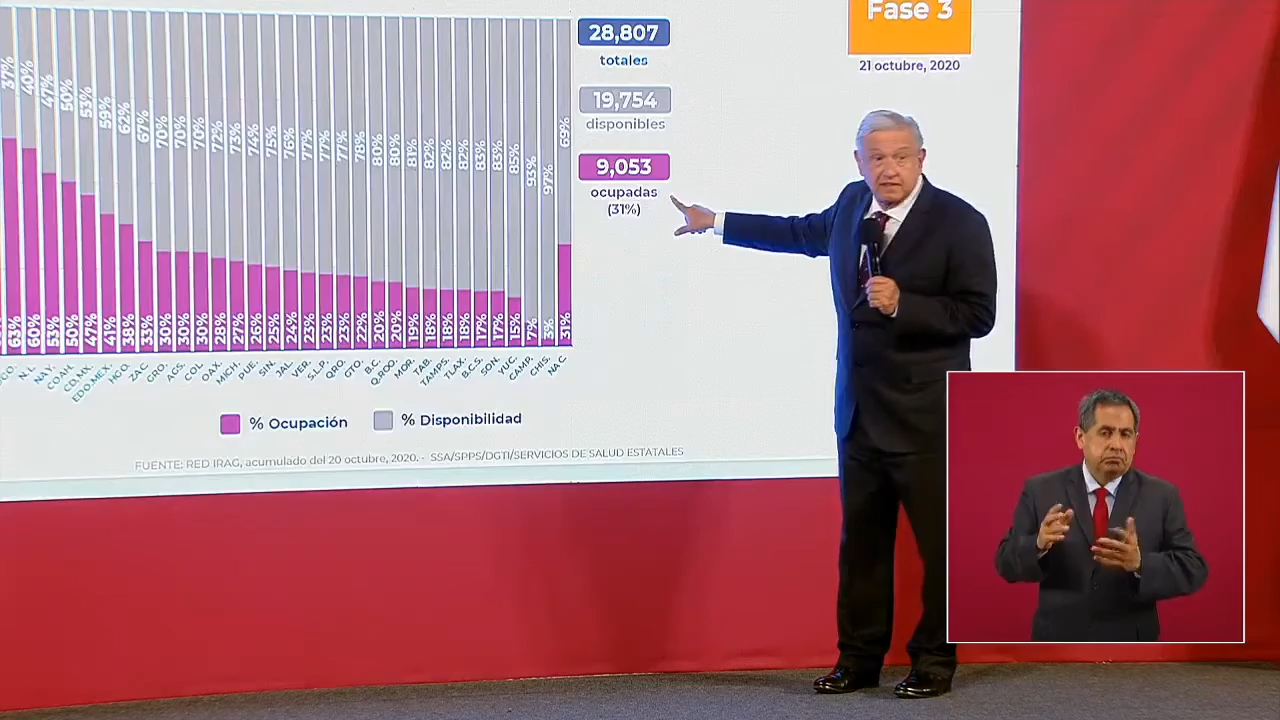 Fase 3
21 octubre, 2020
28,807
totales
19,754
disponibles
9,053
ocupadas
(31%)
37% 40% 47% 50% 53% 59% 62% 67% 70% 70% 70% 72% 73% 74% 75% 76% 77% 77% 77% 78% 80% 80% 81% 82% 82% 82% 83% 83% 85% 93% 97% 69%
63% 60% 53% 50% 47% 41% 38% 33% 30% 30% 30% 28% 27% 26% 25% 24% 23% 23% 23% 22% 20% 20% 19% 18% 18% 18% 17% 17% 15% 7% 3% 31%
N.L. NAY. COAH. CD.MX. EDO.MEX. HGO. ZAC. GRO. AGS. COL. OAX. MICH. PUE. SIN. JAL. VER. S.L.P. QRO. GTO. B.C. Q.ROO. MOR. TAB. TAMPS. TLAX. B.C.S. SON. YUC. CAMP. CHIS. NAC.
% Ocupación % Disponibilidad
FUENTE: RED IRAG, acumulado del 20 octubre, 2020 - SSA/SPPS/DGTI/SERVICIOS DE SALUD ESTATALES